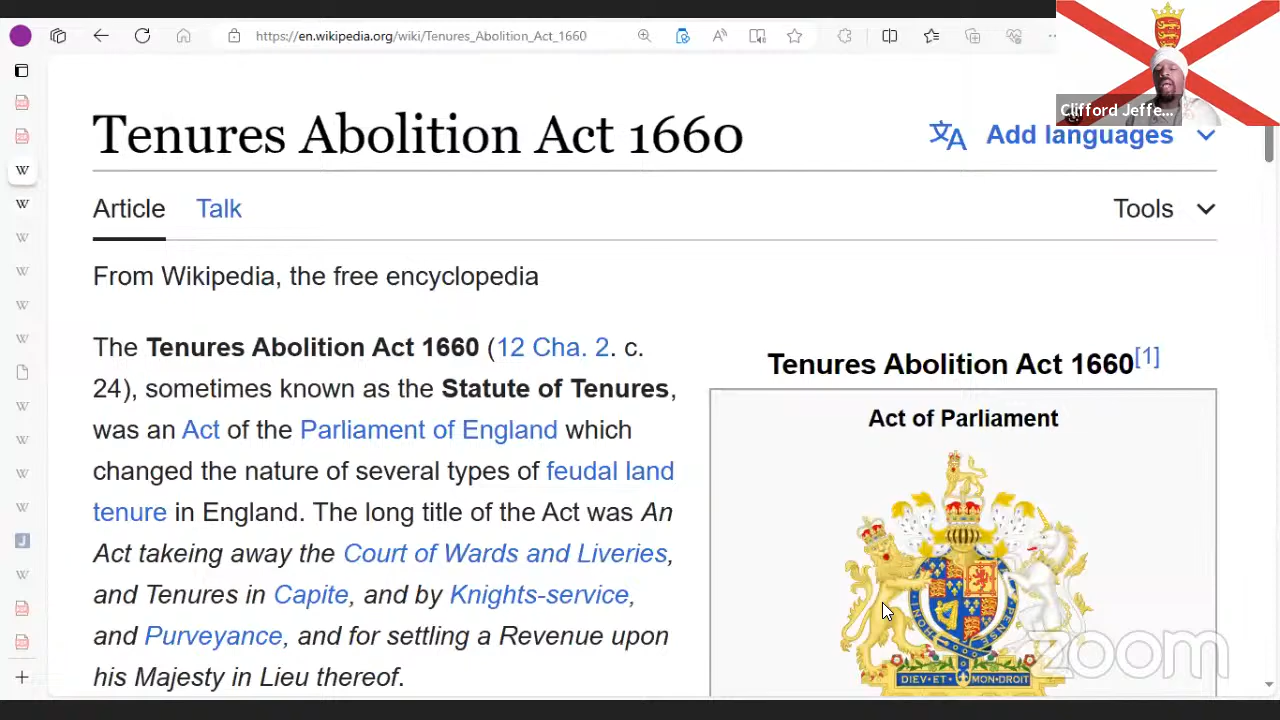 https://en.wikipedia.org/wiki/Tenures_Abolition_Act_1660
Clifford Jeffe...
Tenures Abolition Act 1660
Add languages
Article Talk
Tools
From Wikipedia, the free encyclopedia
The Tenures Abolition Act 1660 (12 Cha. 2. c.
24), sometimes known as the Statute of Tenures,
was an Act of the Parliament of England which
changed the nature of several types of feudal land
tenure in England. The long title of the Act was An
Act takeing away the Court of Wards and Liveries,
and Tenures in Capite, and by Knights-service,
and Purveyance, and for settling a Revenue upon
his Majesty in Lieu thereof.
Tenures Abolition Act 1660[1]
Act of Parliament
HONI PENSE
DIEV·ET MON·DROIT
zoom